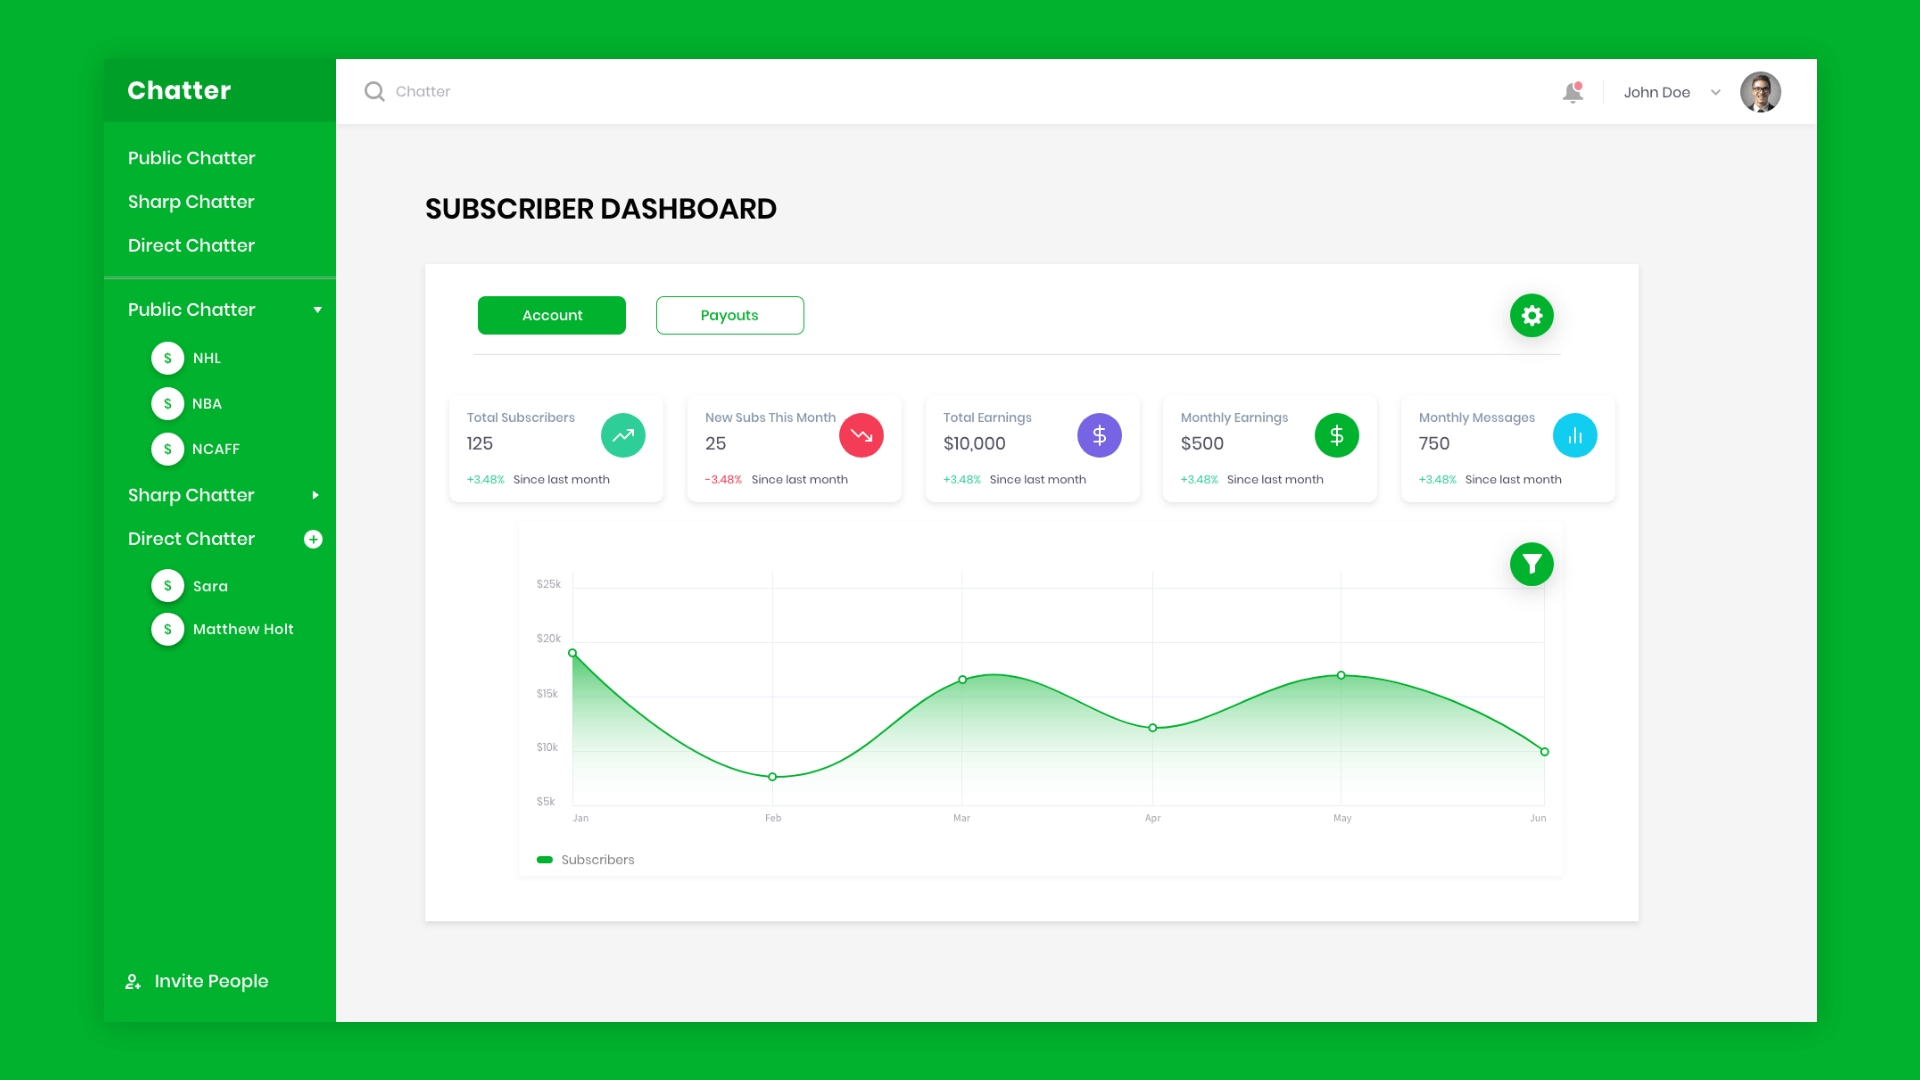 Chatter
Chatter
John Doe
Public Chatter
Sharp Chatter
Direct Chatter
Public Chatter
$ NHL
$ NBA
$ NCAFF
Sharp Chatter
Direct Chatter
$ Sara
$ Matthew Holt
Invite People
SUBSCRIBER DASHBOARD
Account
Payouts
Total Subscribers
125
+3.48% Since last month
New Subs This Month
25
-3.48% Since last month
Total Earnings
$10,000
$
+3.48% Since last month
Monthly Earnings
$500
$
+3.48% Since last month
Monthly Messages
750
+3.48% Since last month
$25k
$20k
$15k
$10k
$5k
Jan Feb Mar Apr May Jun
Subscribers